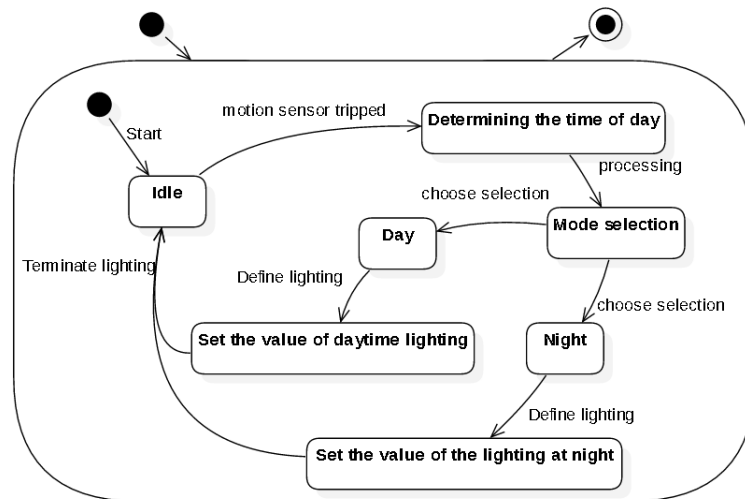 motion sensor tripped
Determining the time of day
Start
processing
Idle
choose selection
Day
Mode selection
Terminate lighting
Define lighting
choose selection
Set the value of daytime lighting
Night
Define lighting
Set the value of the lighting at night